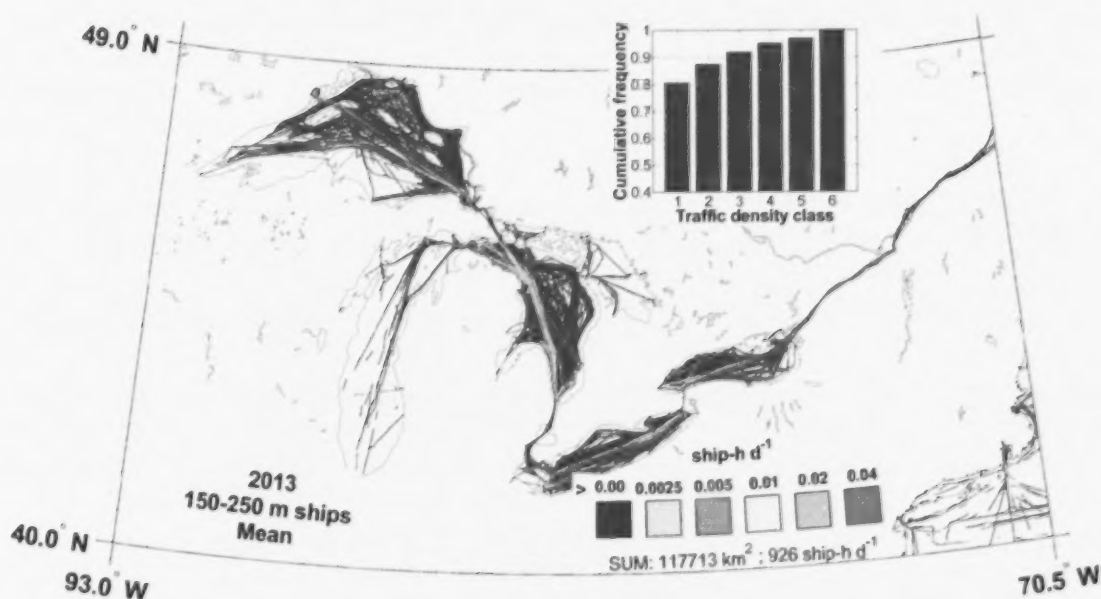 49.0° N
Cumulative frequency
1
0.9
0.8
0.7
0.6
0.5
0.4
1 2 3 4 5 6
Traffic density class
2013
150-250 m ships
Mean
ship-h d⁻¹
> 0.00 0.0025 0.005 0.01 0.02 0.04
SUM: 117713 km² ; 926 ship-h d⁻¹
40.0° N
93.0° W
70.5° W